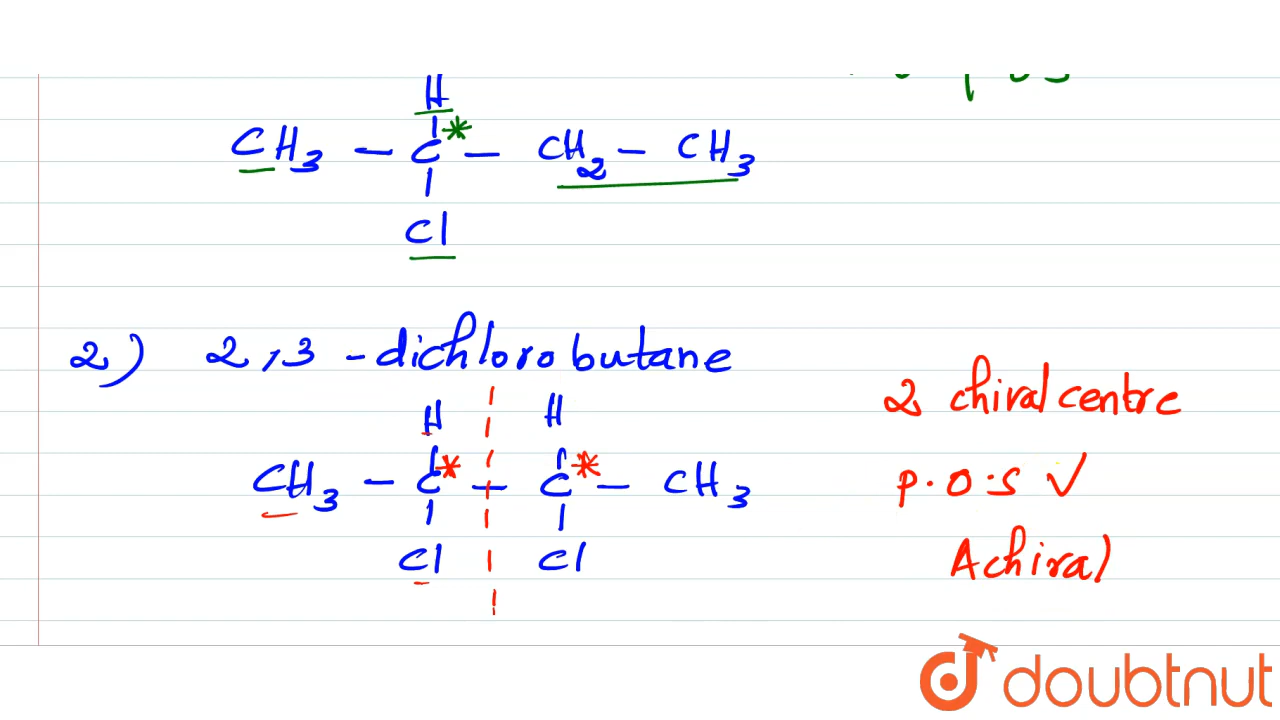 H
CH3 - C* - CH2 - CH3
Cl
2) 2,3-dichlorobutane
H H
CH3 - C* - C* - CH3
Cl Cl
2 chiral centre
P.O.S ✓
Achiral
doubtnut